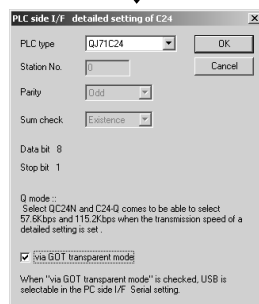 PLC side I/F detailed setting of C24
PLC type QJ71C24 OK
Station No. 0 Cancel
Parity Odd
Sum check Existence
Data bit 8
Stop bit 1
Q mode ::
Select QC24N and C24-Q comes to be able to select
57.6Kbps and 115.2Kbps when the transmission speed of a
detailed setting is set .
via GOT transparent mode
When "via GOT transparent mode" is checked, USB is
selectable in the PC side I/F Serial setting.